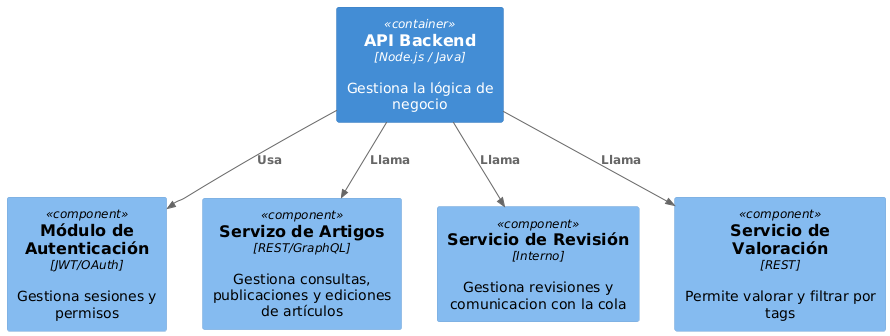 «container»
API Backend
[Node.js / Java]
Gestiona la lógica de
negocio
Usa
Llama
Llama
Llama
«component»
Módulo de
Autenticación
[JWT/OAuth]
Gestiona sesiones y
permisos
«component»
Servizo de Artigos
[REST/GraphQL]
Gestiona consultas,
publicaciones y ediciones
de artículos
«component»
Servicio de Revisión
[Interno]
Gestiona revisiones y
comunicacion con la cola
«component»
Servicio de
Valoración
[REST]
Permite valorar y filtrar por
tags